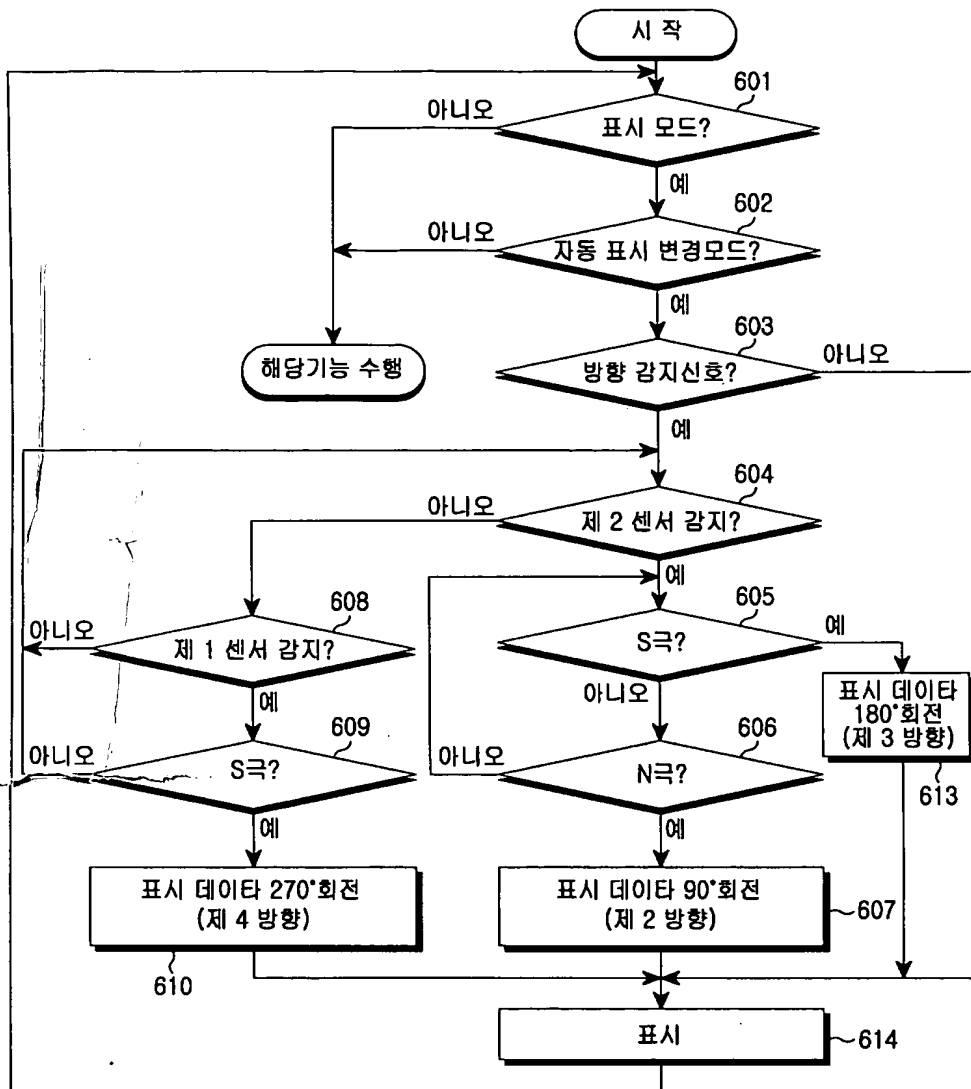 시 작
601
표시 모드?
아니오
예
602
자동 표시 변경모드?
아니오
예
603
방향 감지신호?
아니오
해당기능 수행
예
604
제 2 센서 감지?
아니오
예
608
제 1 센서 감지?
아니오
예
605
S극?
예
아니오
표시 데이타
180°회전
(제 3 방향)
613
609
S극?
아니오
예
606
N극?
아니오
예
표시 데이타 270°회전
(제 4 방향)
610
표시 데이타 90°회전
(제 2 방향)
607
표시
614